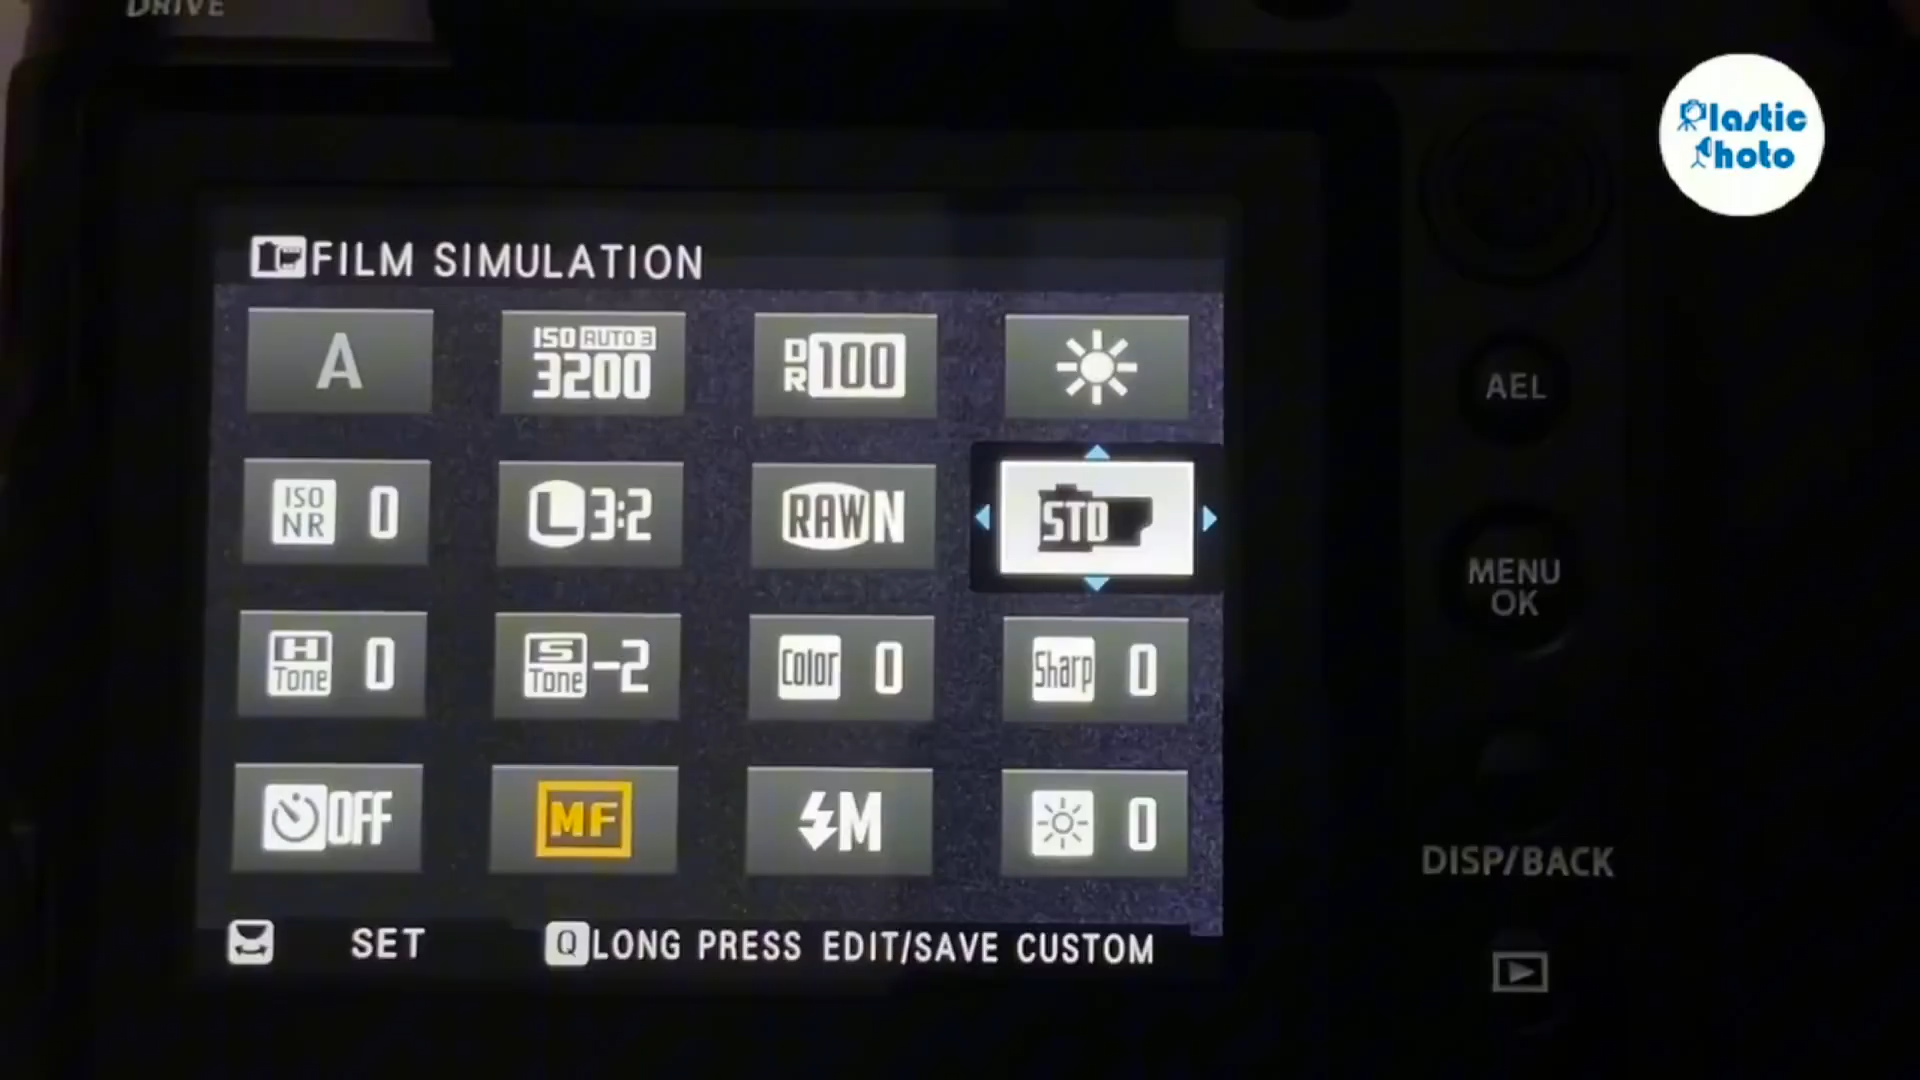 DRIVE
Plastic
Photo
FILM SIMULATION
A
ISO AUTO 3
3200
DR 100
ISO NR 0
L 3:2
RAW N
STD
H Tone 0
S Tone -2
Color 0
Sharp 0
OFF
MF
M
0
SET
Q LONG PRESS EDIT/SAVE CUSTOM
AEL
MENU
OK
DISP/BACK